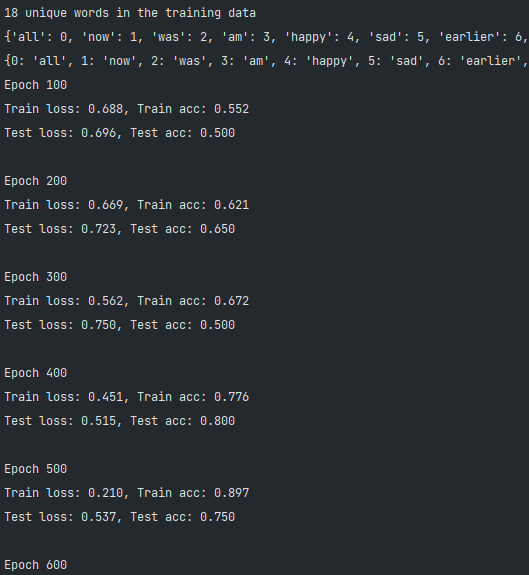 18 unique words in the training data
{'all': 0, 'now': 1, 'was': 2, 'am': 3, 'happy': 4, 'sad': 5, 'earlier': 6,
{0: 'all', 1: 'now', 2: 'was', 3: 'am', 4: 'happy', 5: 'sad', 6: 'earlier',
Epoch 100
Train loss: 0.688, Train acc: 0.552
Test loss: 0.696, Test acc: 0.500
Epoch 200
Train loss: 0.669, Train acc: 0.621
Test loss: 0.723, Test acc: 0.650
Epoch 300
Train loss: 0.562, Train acc: 0.672
Test loss: 0.750, Test acc: 0.500
Epoch 400
Train loss: 0.451, Train acc: 0.776
Test loss: 0.515, Test acc: 0.800
Epoch 500
Train loss: 0.210, Train acc: 0.897
Test loss: 0.537, Test acc: 0.750
Epoch 600